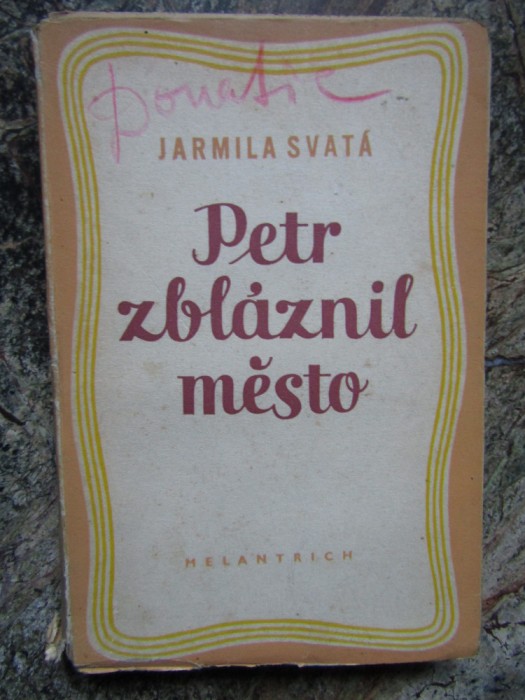 Donatie
JARMILA SVATÁ
Petr
zbláznil
město
MELANTRICH